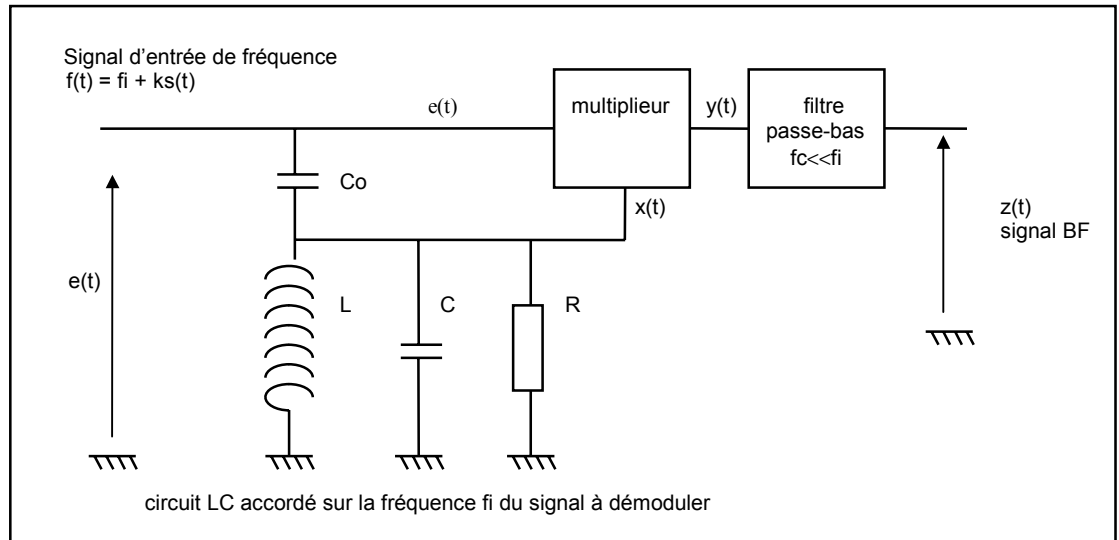 Signal d'entrée de fréquence
f(t) = fi + ks(t)
e(t)
multiplieur
y(t)
filtre
passe-bas
fc<<fi
Co
x(t)
z(t)
signal BF
e(t)
L
C
R
circuit LC accordé sur la fréquence fi du signal à démoduler